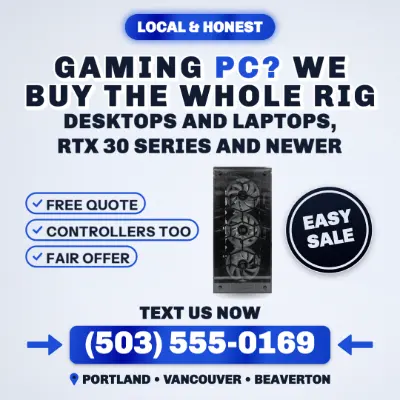 LOCAL & HONEST
GAMING PC? WE
BUY THE WHOLE RIG
DESKTOPS AND LAPTOPS,
RTX 30 SERIES AND NEWER
FREE QUOTE
CONTROLLERS TOO
FAIR OFFER
EASY
SALE
TEXT US NOW
(503) 555-0169
PORTLAND • VANCOUVER • BEAVERTON